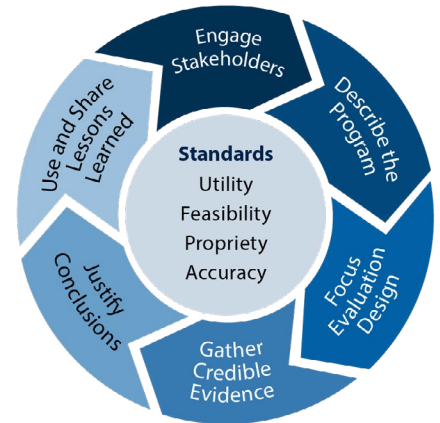 Engage
Stakeholders
Describe the
Program
Focus
Evaluation
Design
Gather
Credible
Evidence
Justify
Conclusions
Use and Share
Lessons
Learned
Standards
Utility
Feasibility
Propriety
Accuracy